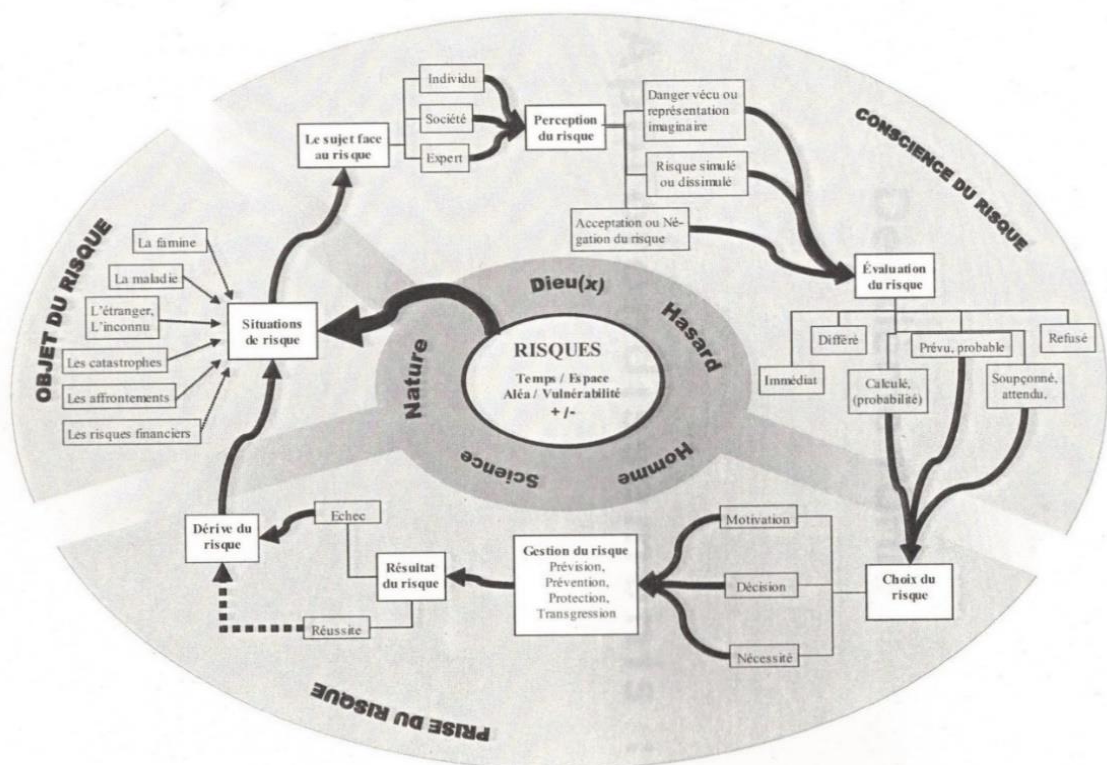 OBJET DU RISQUE
La famine
La maladie
L'étranger,
L'inconnu
Les catastrophes
Les affrontements
Les risques financiers
Situations
de risque
Le sujet face
au risque
Individu
Société
Expert
Perception
du risque
Danger vécu ou
représentation
imaginaire
Risque simulé
ou dissimulé
Acceptation ou Né-
gation du risque
CONSCIENCE DU RISQUE
Évaluation
du risque
Immédiat
Différé
Calculé,
(probabilité)
Prévu, probable
Soupçonné,
attendu,
Refusé
Nature
Dieu(x)
Hasard
Homme
Science
RISQUES
Temps / Espace
Aléa / Vulnérabilité
+ /-
Choix du
risque
Motivation
Décision
Nécessité
Gestion du risque
Prévision,
Prévention,
Protection,
Transgression
Résultat
du risque
Echec
Réussite
Dérive du
risque
PRISE DU RISQUE